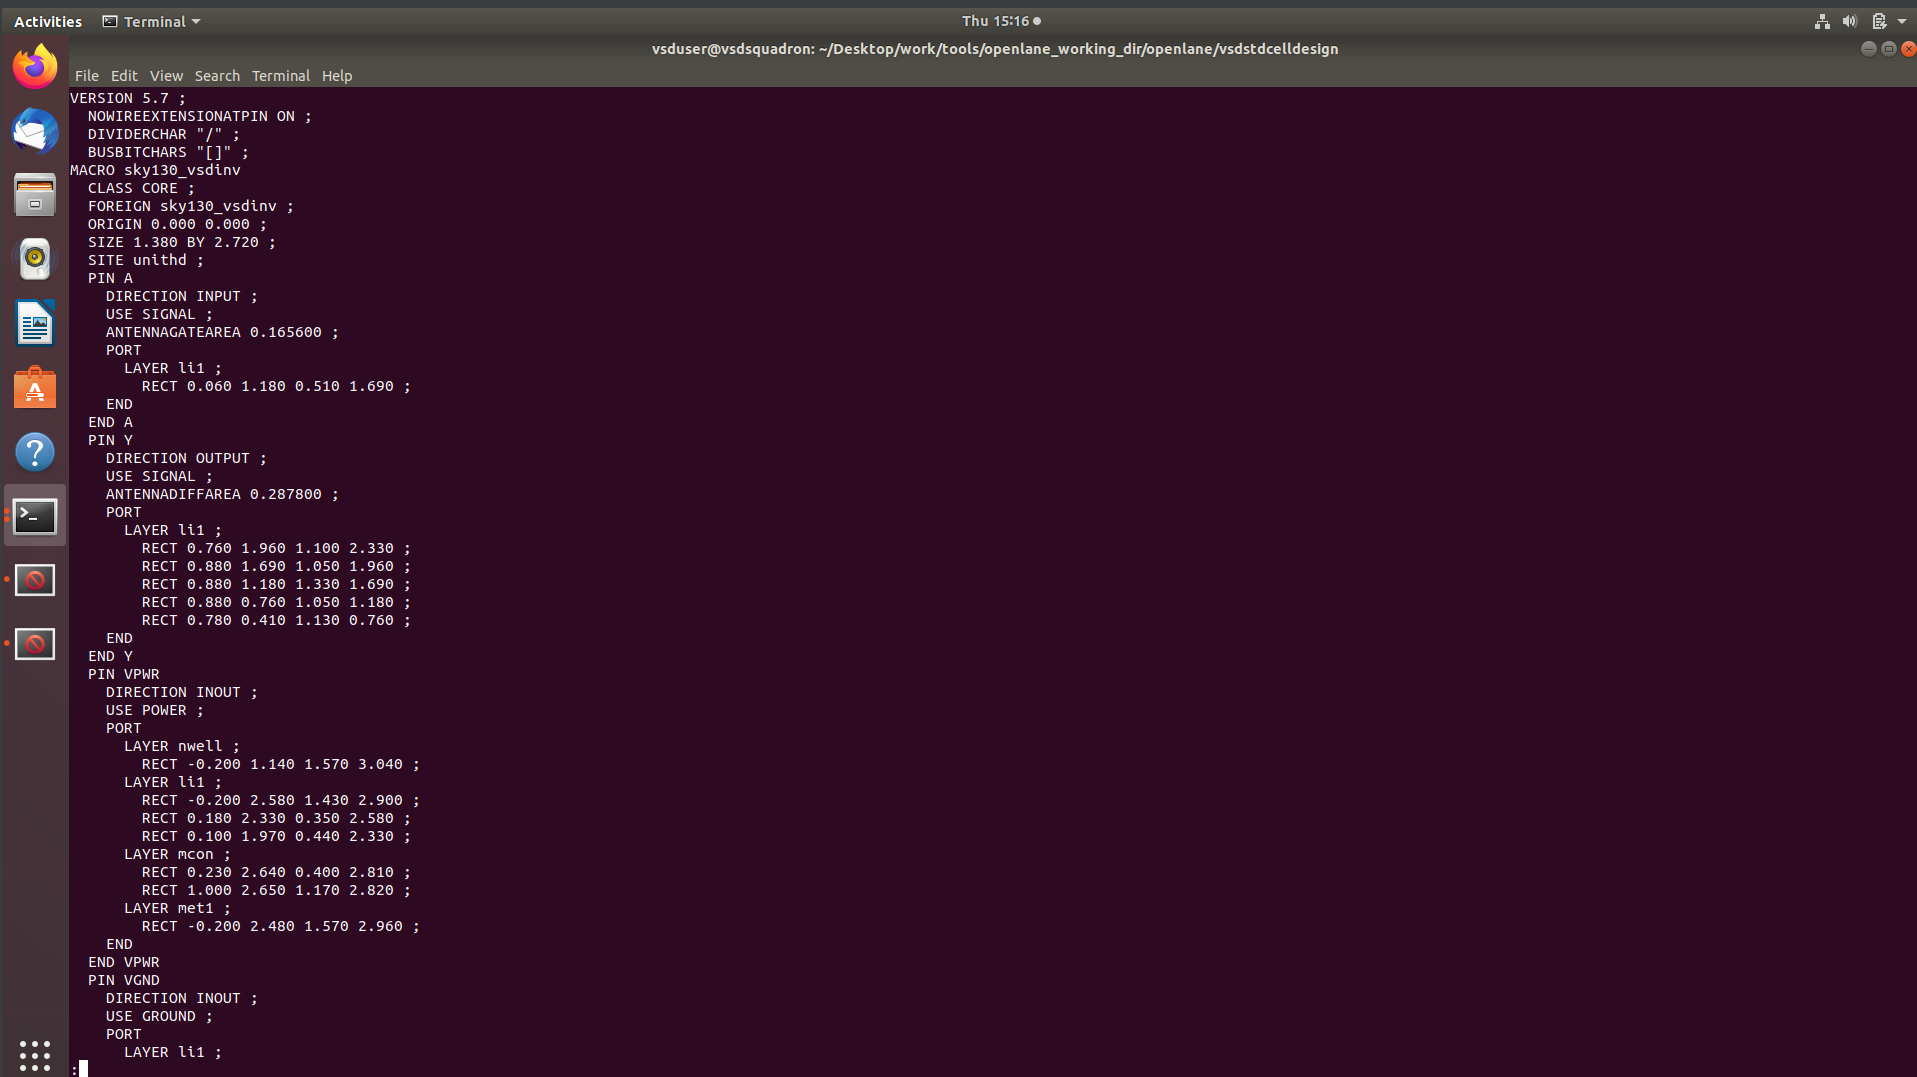 Activities Terminal Thu 15:16
vsduser@vsdsquadron: ~/Desktop/work/tools/openlane_working_dir/openlane/vsdstdcelldesign
File Edit View Search Terminal Help
VERSION 5.7 ;
  NOWIREEXTENSIONATPIN ON ;
  DIVIDERCHAR "/" ;
  BUSBITCHARS "[]" ;
MACRO sky130_vsdinv
  CLASS CORE ;
  FOREIGN sky130_vsdinv ;
  ORIGIN 0.000 0.000 ;
  SIZE 1.380 BY 2.720 ;
  SITE unithd ;
  PIN A
    DIRECTION INPUT ;
    USE SIGNAL ;
    ANTENNAGATEAREA 0.165600 ;
    PORT
      LAYER li1 ;
        RECT 0.060 1.180 0.510 1.690 ;
    END
  END A
  PIN Y
    DIRECTION OUTPUT ;
    USE SIGNAL ;
    ANTENNADIFFAREA 0.287800 ;
    PORT
      LAYER li1 ;
        RECT 0.760 1.960 1.100 2.330 ;
        RECT 0.880 1.690 1.050 1.960 ;
        RECT 0.880 1.180 1.330 1.690 ;
        RECT 0.880 0.760 1.050 1.180 ;
        RECT 0.780 0.410 1.130 0.760 ;
    END
  END Y
  PIN VPWR
    DIRECTION INOUT ;
    USE POWER ;
    PORT
      LAYER nwell ;
        RECT -0.200 1.140 1.570 3.040 ;
      LAYER li1 ;
        RECT -0.200 2.580 1.430 2.900 ;
        RECT 0.180 2.330 0.350 2.580 ;
        RECT 0.100 1.970 0.440 2.330 ;
      LAYER mcon ;
        RECT 0.230 2.640 0.400 2.810 ;
        RECT 1.000 2.650 1.170 2.820 ;
      LAYER met1 ;
        RECT -0.200 2.480 1.570 2.960 ;
    END
  END VPWR
  PIN VGND
    DIRECTION INOUT ;
    USE GROUND ;
    PORT
      LAYER li1 ;
: